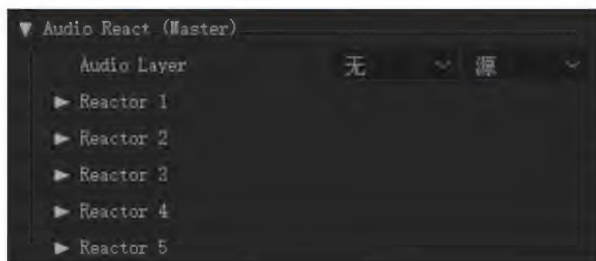 Audio React (Master)
Audio Layer 无 源
Reactor 1
Reactor 2
Reactor 3
Reactor 4
Reactor 5